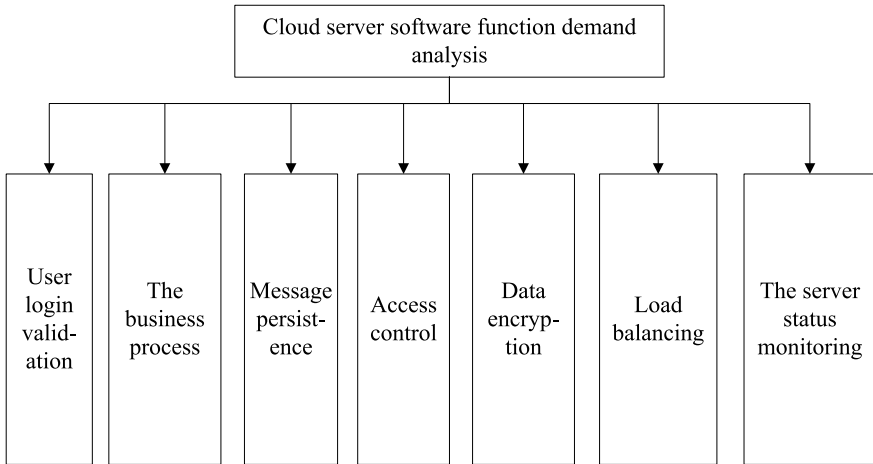 Cloud server software function demand
analysis
User
login
valid-
ation
The
business
process
Message
persist-
ence
Access
control
Data
encryp-
tion
Load
balancing
The server
status
monitoring